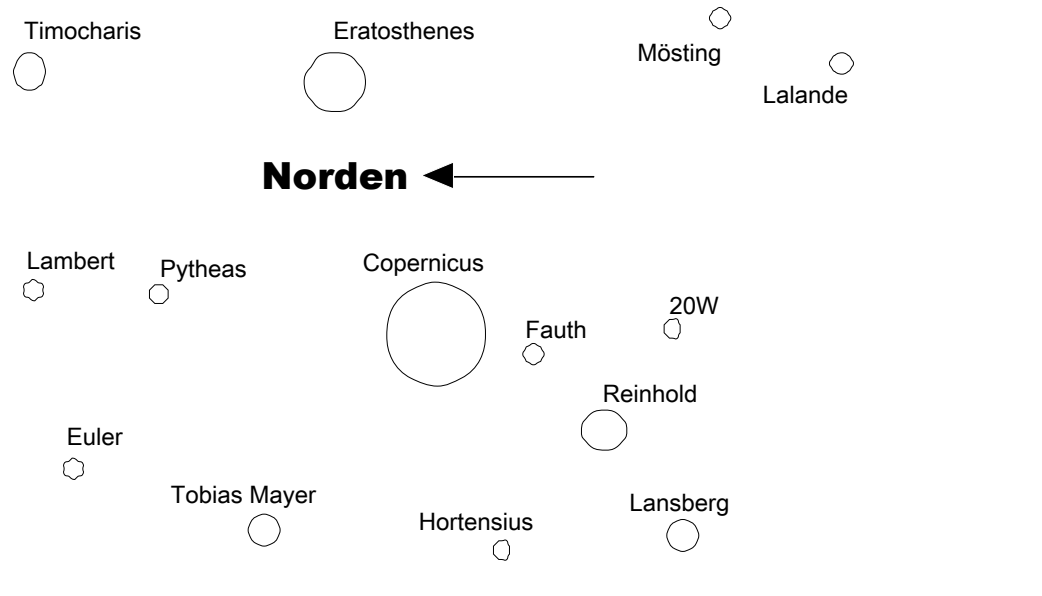 Timocharis
Eratosthenes
Mösting
Lalande
Norden
Lambert
Pytheas
Copernicus
20W
Fauth
Reinhold
Euler
Tobias Mayer
Lansberg
Hortensius